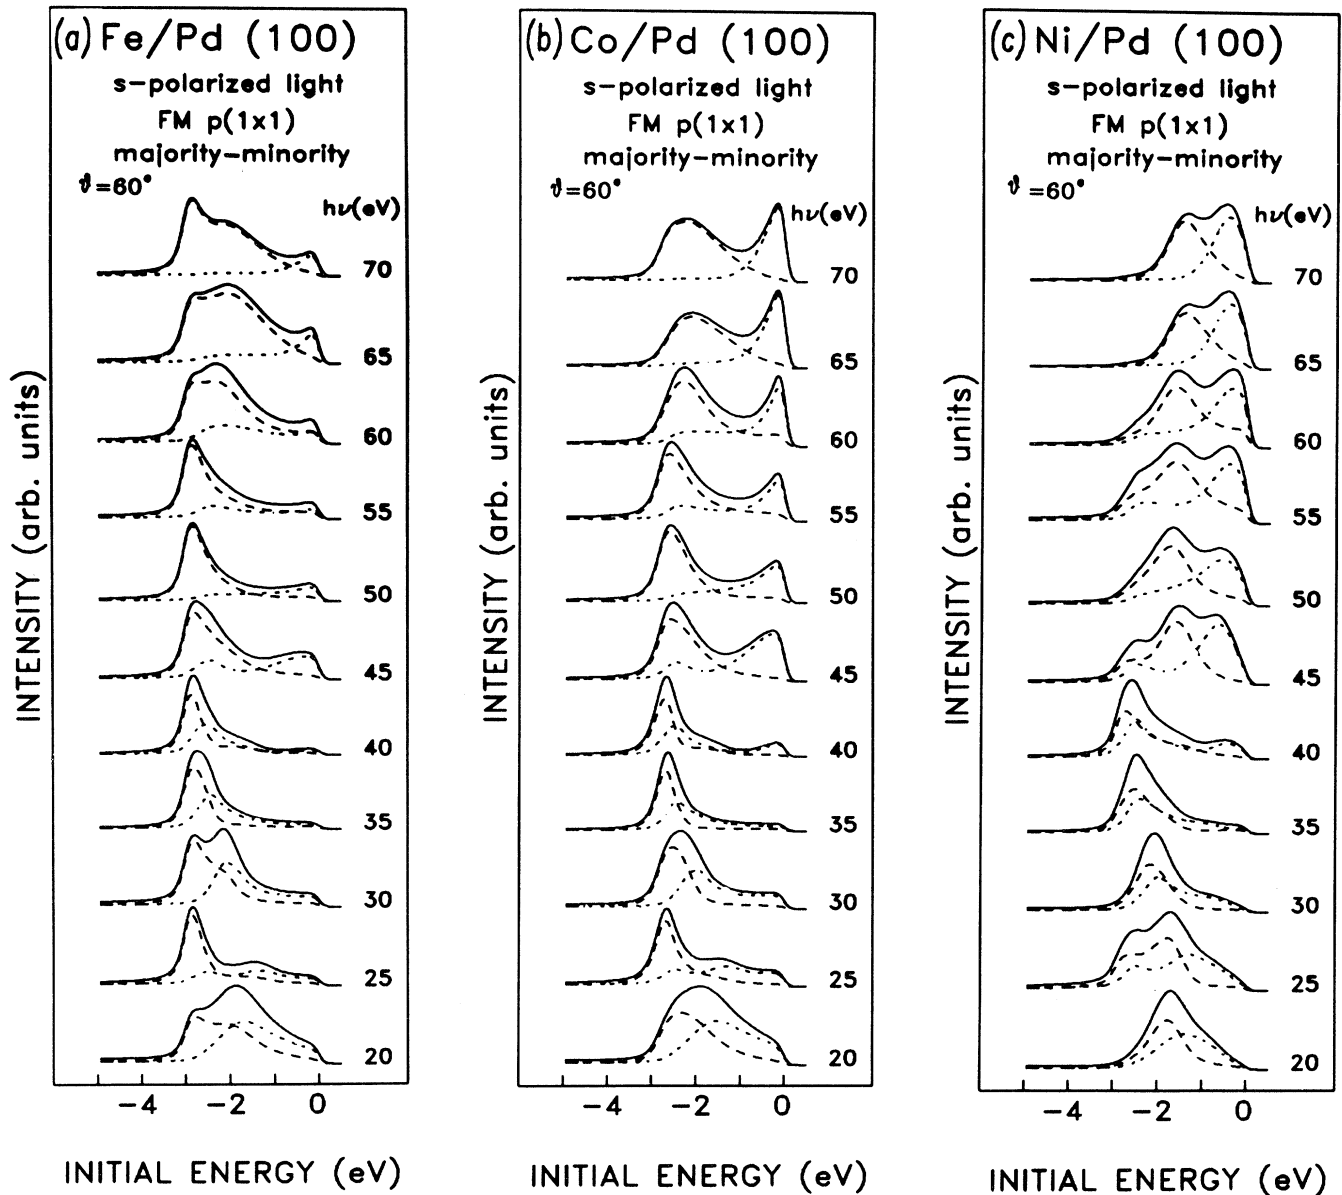 (a) Fe/Pd (100)
s-polarized light
FM p(1x1)
majority-minority
ϑ=60°
hν(eV)
70
65
60
55
50
45
40
35
30
25
20
INTENSITY (arb. units)
-4 -2 0
INITIAL ENERGY (eV)
(b) Co/Pd (100)
s-polarized light
FM p(1x1)
majority-minority
ϑ=60°
hν(eV)
70
65
60
55
50
45
40
35
30
25
20
INTENSITY (arb. units)
-4 -2 0
INITIAL ENERGY (eV)
(c) Ni/Pd (100)
s-polarized light
FM p(1x1)
majority-minority
ϑ=60°
hν(eV)
70
65
60
55
50
45
40
35
30
25
20
INTENSITY (arb. units)
-4 -2 0
INITIAL ENERGY (eV)